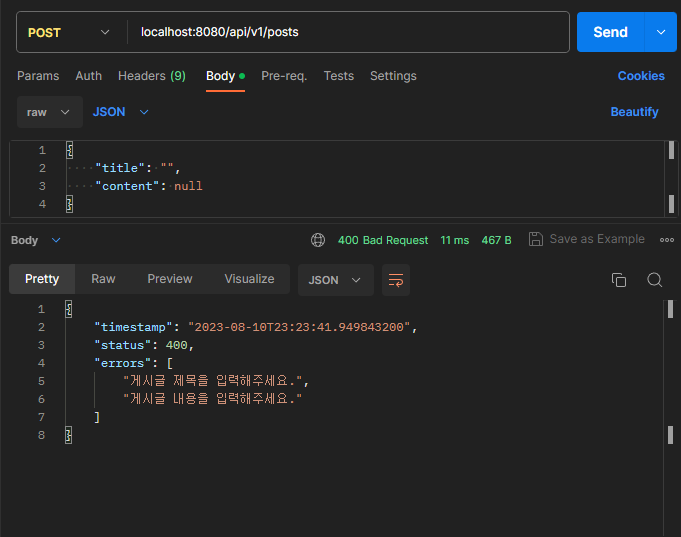 POST localhost:8080/api/v1/posts Send
Params Auth Headers (9) Body Pre-req. Tests Settings Cookies
raw JSON Beautify
1 {
2 "title": "",
3 "content": null
4 }
Body 400 Bad Request 11 ms 467 B Save as Example
Pretty Raw Preview Visualize JSON
1 {
2 "timestamp": "2023-08-10T23:23:41.949843200",
3 "status": 400,
4 "errors": [
5 "게시글 제목을 입력해주세요.",
6 "게시글 내용을 입력해주세요."
7 ]
8 }